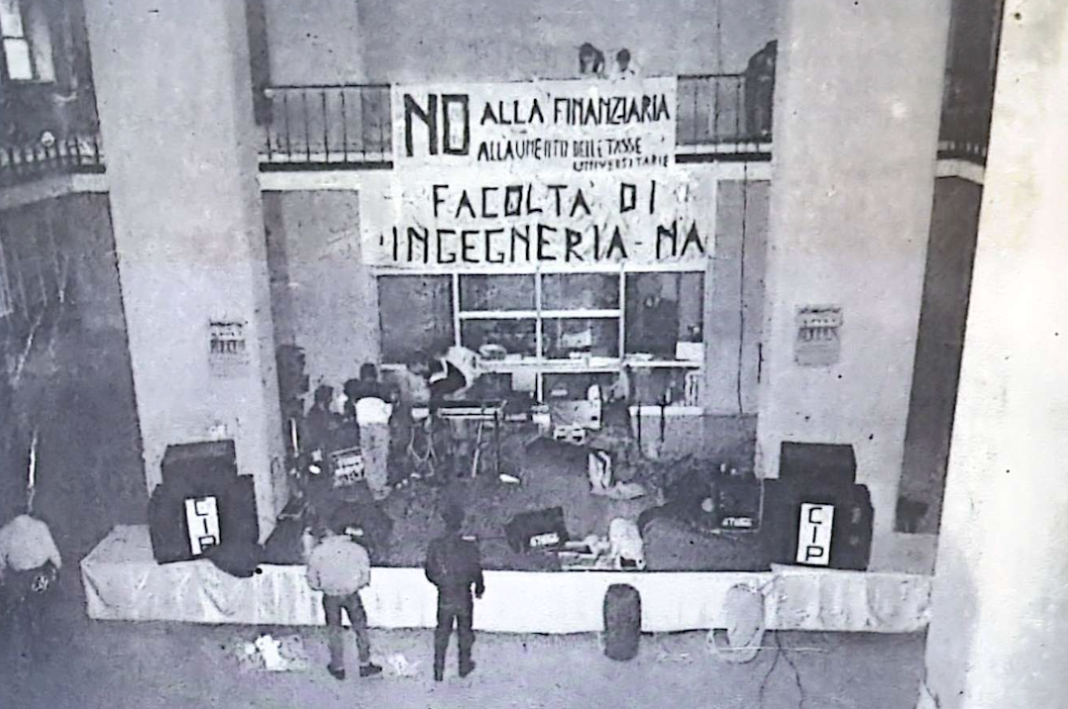 NO ALLA FINANZIARIA
ALL'AUMENTO DELLE TASSE
UNIVERSITARIE
FACOLTA' DI
INGEGNERIA-NA
CIP
CIP